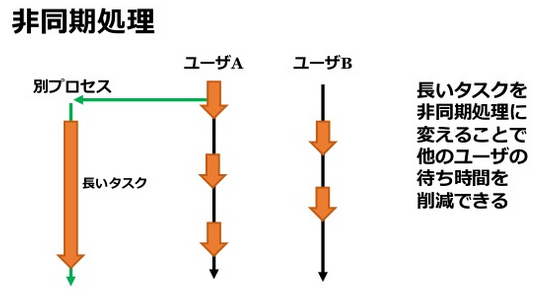 非同期処理
ユーザA
ユーザB
別プロセス
長いタスク
長いタスクを
非同期処理に
変えることで
他のユーザの
待ち時間を
削減できる